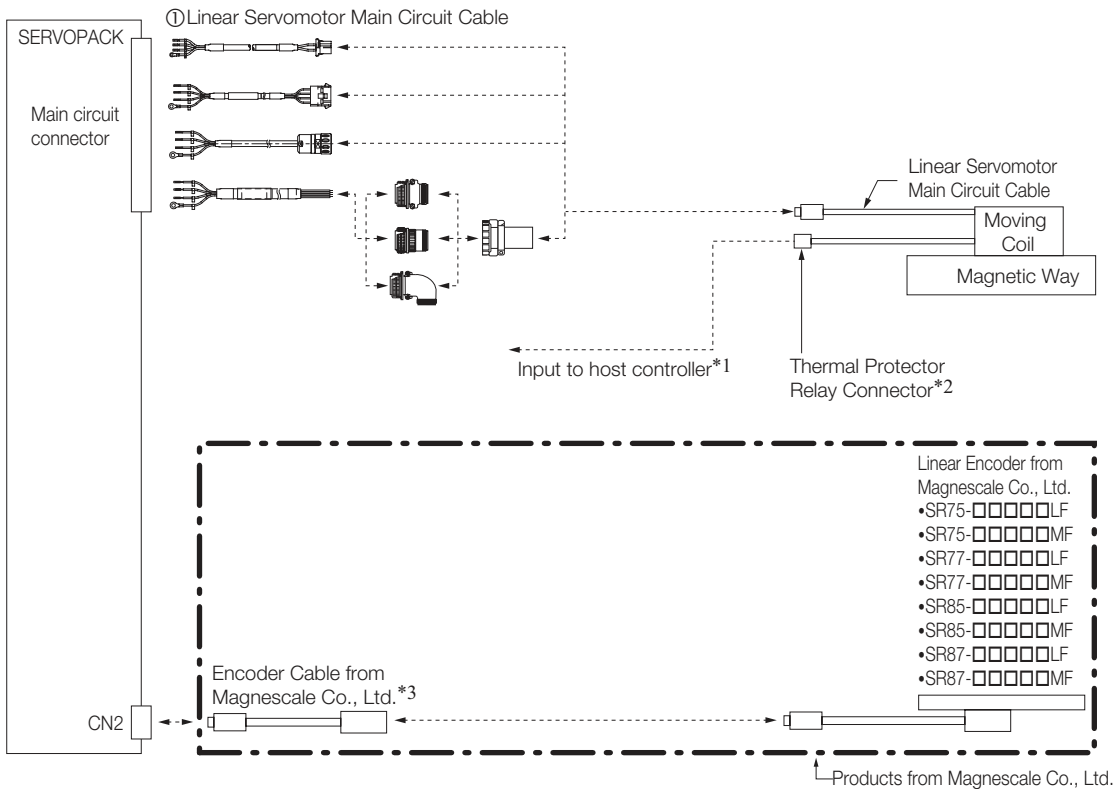 ①Linear Servomotor Main Circuit Cable
SERVOPACK
Main circuit
connector
Linear Servomotor
Main Circuit Cable
Moving
Coil
Magnetic Way
Input to host controller*1
Thermal Protector
Relay Connector*2
Linear Encoder from
Magnescale Co., Ltd.
•SR75-□□□□□LF
•SR75-□□□□□MF
•SR77-□□□□□LF
•SR77-□□□□□MF
•SR85-□□□□□LF
•SR85-□□□□□MF
•SR87-□□□□□LF
•SR87-□□□□□MF
Encoder Cable from
Magnescale Co., Ltd.*3
CN2
Products from Magnescale Co., Ltd.